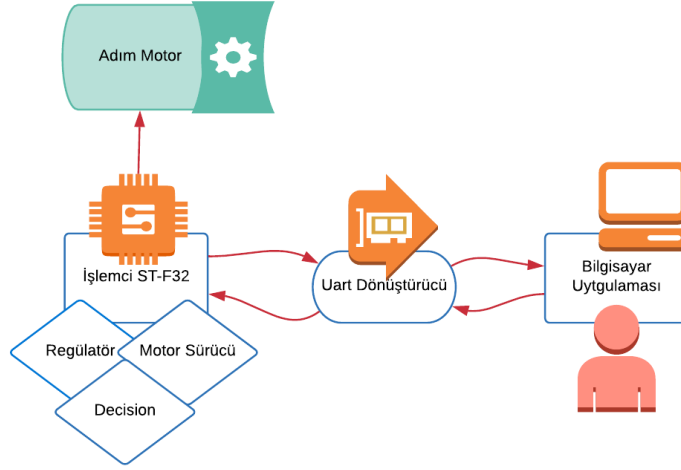 Adım Motor
İşlemci ST-F32
Uart Dönüştürücü
Bilgisayar
Uytgulaması
Regülatör
Motor Sürücü
Decision